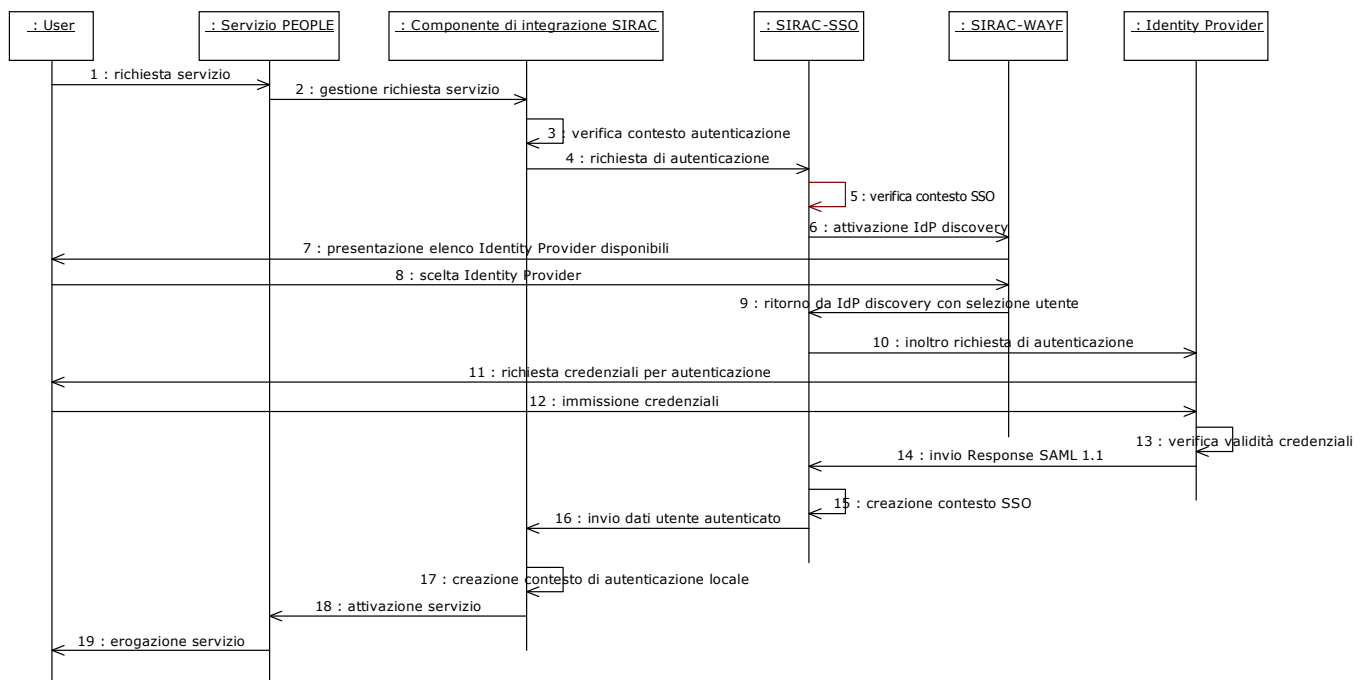 : User
: Servizio PEOPLE
: Componente di integrazione SIRAC
: SIRAC-SSO
: SIRAC-WAYF
: Identity Provider
1 : richiesta servizio
2 : gestione richiesta servizio
3 : verifica contesto autenticazione
4 : richiesta di autenticazione
5 : verifica contesto SSO
6 : attivazione IdP discovery
7 : presentazione elenco Identity Provider disponibili
8 : scelta Identity Provider
9 : ritorno da IdP discovery con selezione utente
10 : inoltro richiesta di autenticazione
11 : richiesta credenziali per autenticazione
12 : immissione credenziali
13 : verifica validità credenziali
14 : invio Response SAML 1.1
15 : creazione contesto SSO
16 : invio dati utente autenticato
17 : creazione contesto di autenticazione locale
18 : attivazione servizio
19 : erogazione servizio